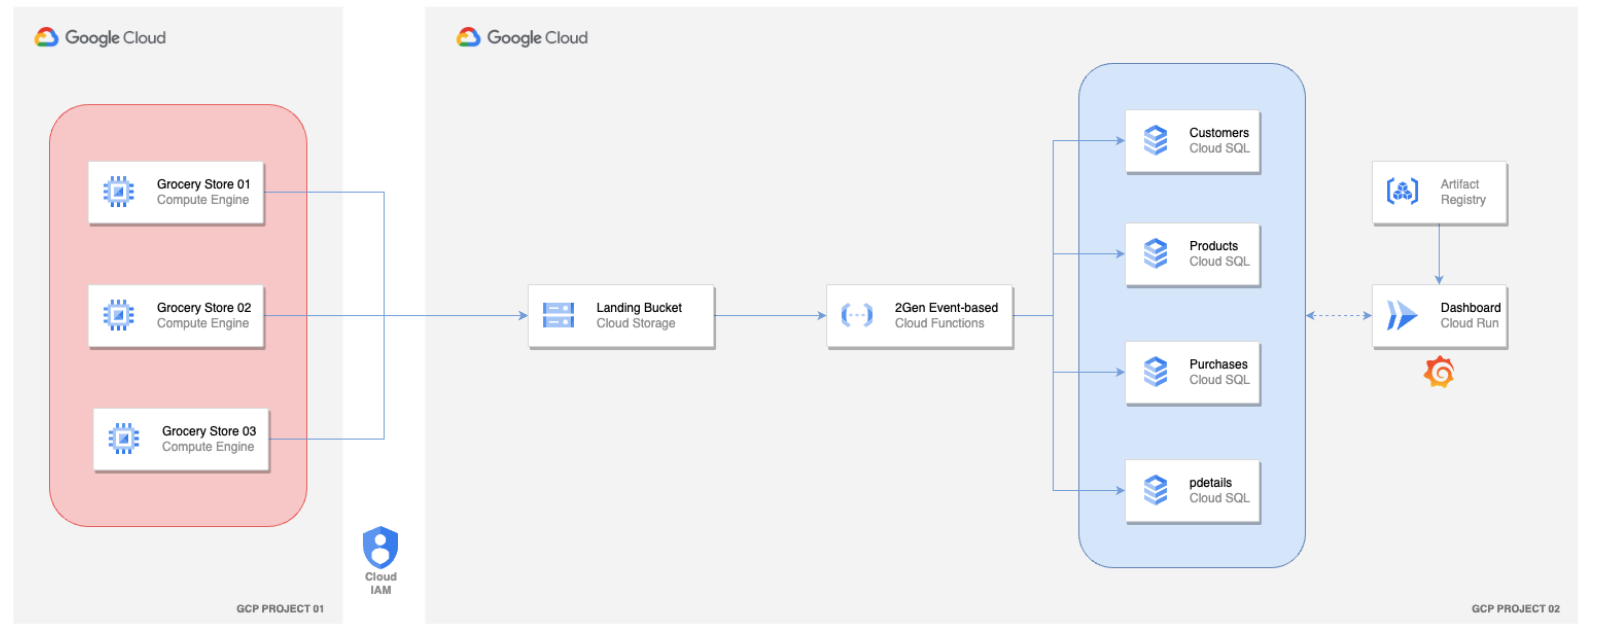 Google Cloud
Grocery Store 01
Compute Engine
Grocery Store 02
Compute Engine
Grocery Store 03
Compute Engine
GCP PROJECT 01
Cloud
IAM
Google Cloud
Landing Bucket
Cloud Storage
2Gen Event-based
Cloud Functions
Customers
Cloud SQL
Products
Cloud SQL
Purchases
Cloud SQL
pdetails
Cloud SQL
Artifact
Registry
Dashboard
Cloud Run
GCP PROJECT 02